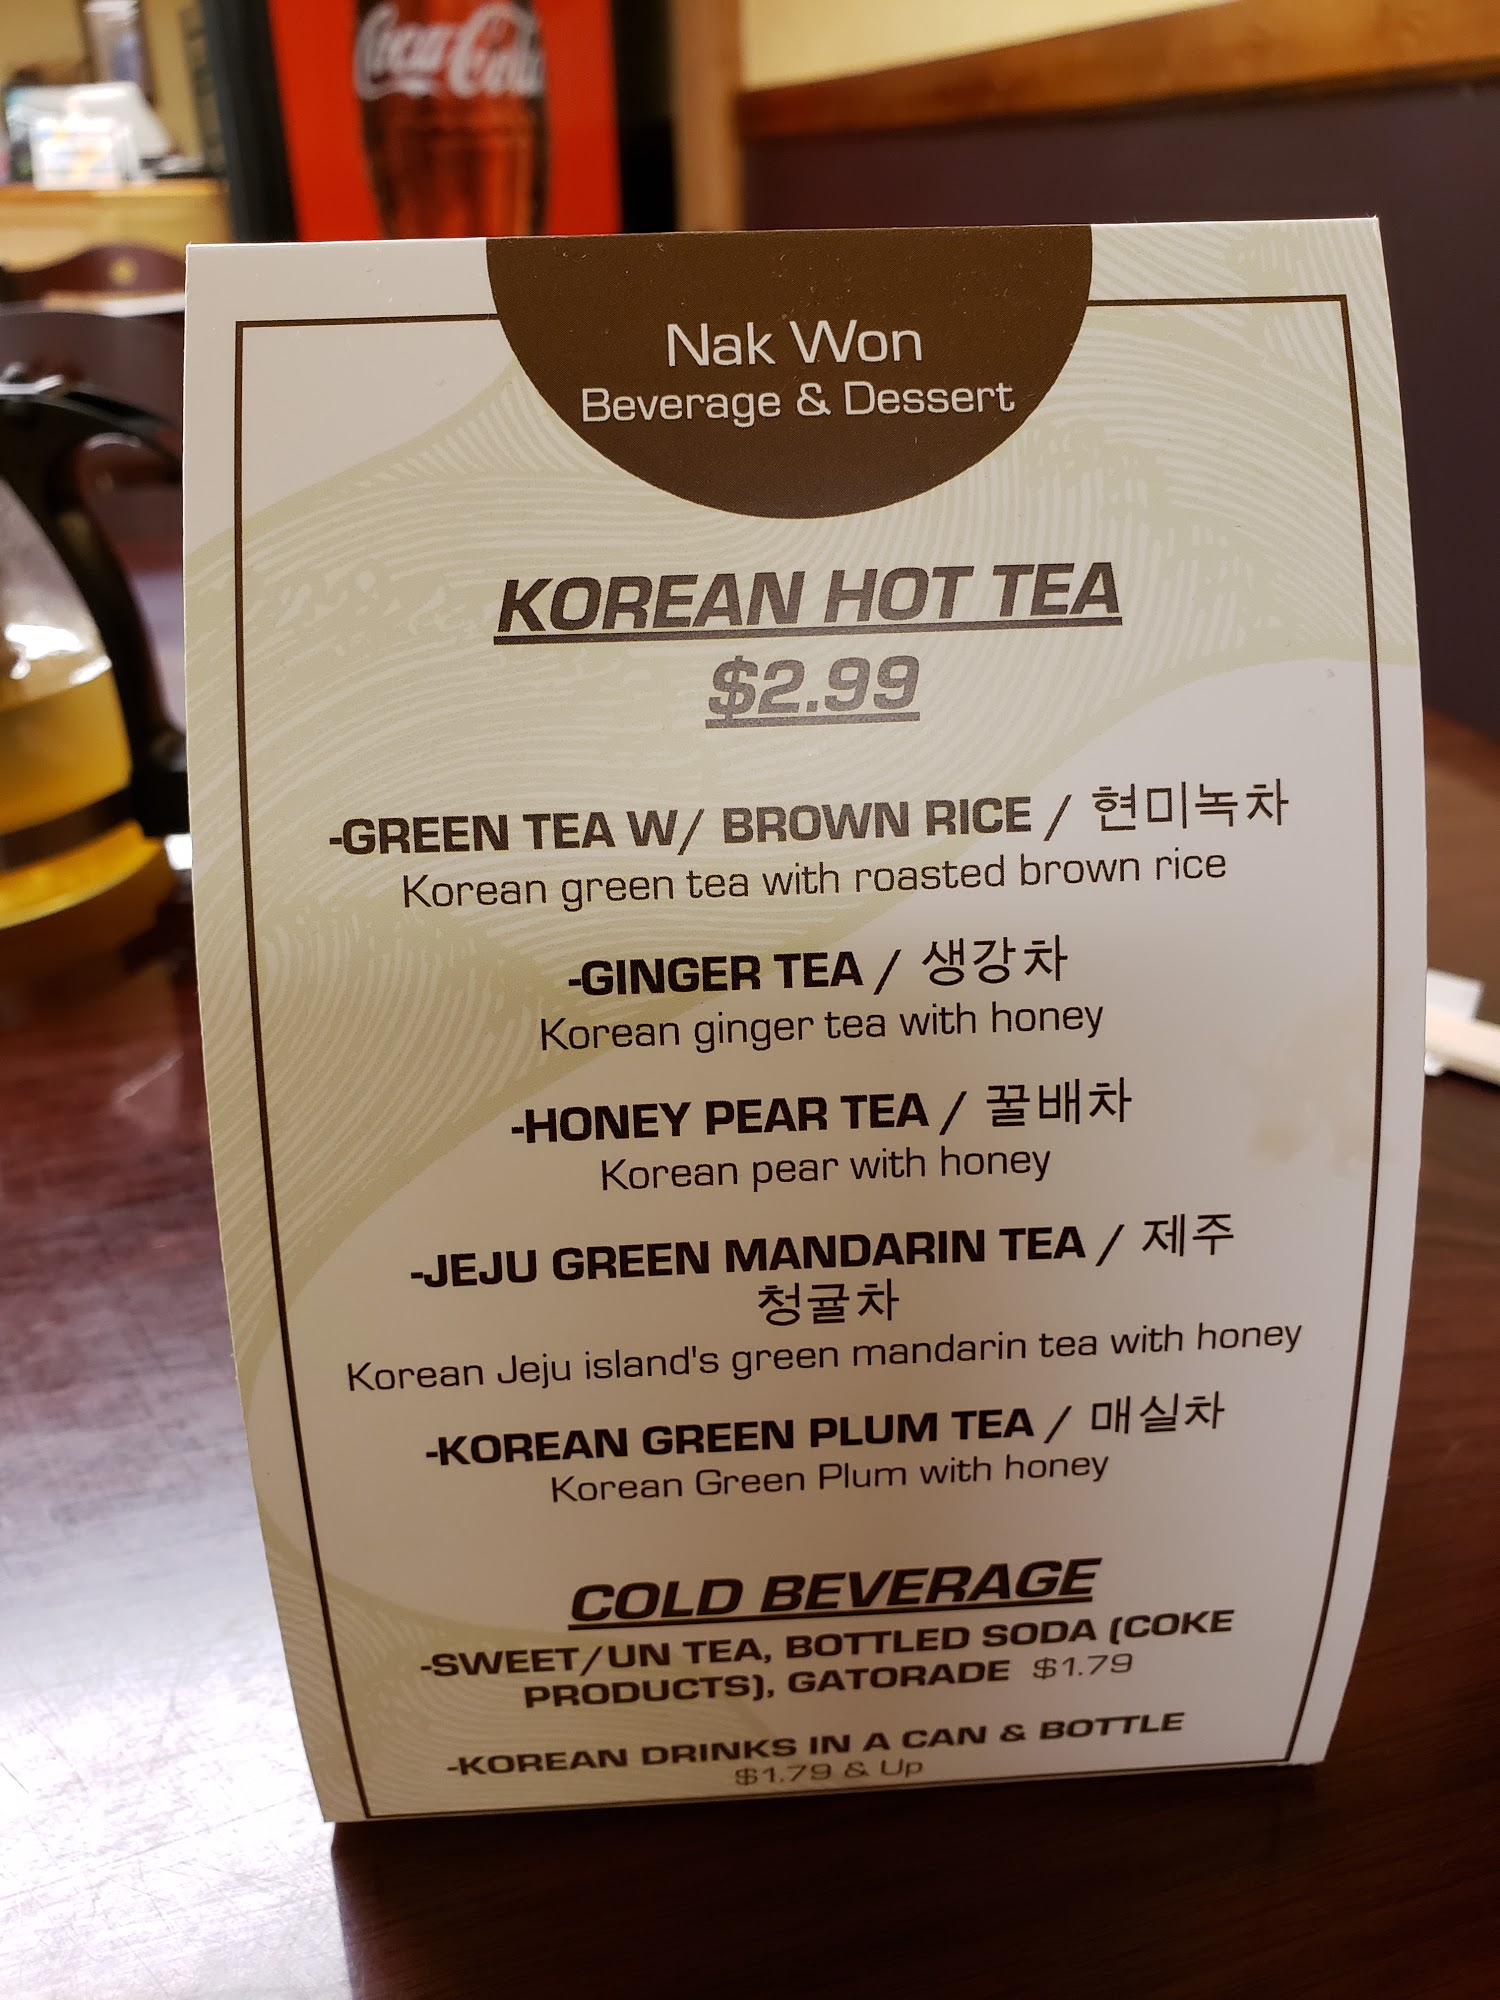 Coca-Cola
Nak Won
Beverage & Dessert
KOREAN HOT TEA
$2.99
-GREEN TEA W/ BROWN RICE / 현미녹차
Korean green tea with roasted brown rice
-GINGER TEA / 생강차
Korean ginger tea with honey
-HONEY PEAR TEA / 꿀배차
Korean pear with honey
-JEJU GREEN MANDARIN TEA / 제주
청귤차
Korean Jeju island's green mandarin tea with honey
-KOREAN GREEN PLUM TEA / 매실차
Korean Green Plum with honey
COLD BEVERAGE
-SWEET/UN TEA, BOTTLED SODA (COKE
PRODUCTS), GATORADE $1.79
-KOREAN DRINKS IN A CAN & BOTTLE
$1.79 & Up